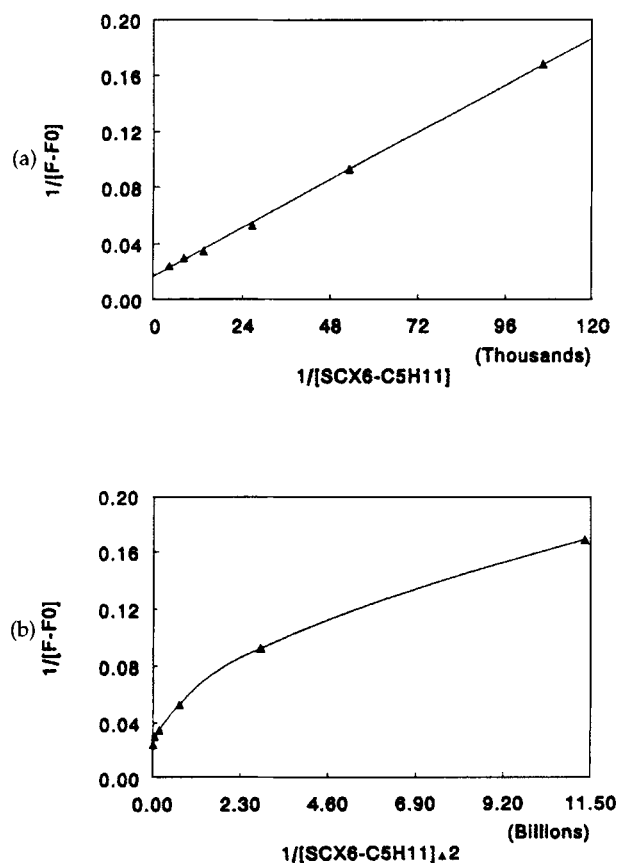 (a)
1/[F-F0]
0.20
0.16
0.12
0.08
0.04
0.00
0 24 48 72 96 120
(Thousands)
1/[SCX6-C5H11]
(b)
1/[F-F0]
0.20
0.16
0.12
0.08
0.04
0.00
0.00 2.30 4.60 6.90 9.20 11.50
(Billions)
1/[SCX6-C5H11]▲2